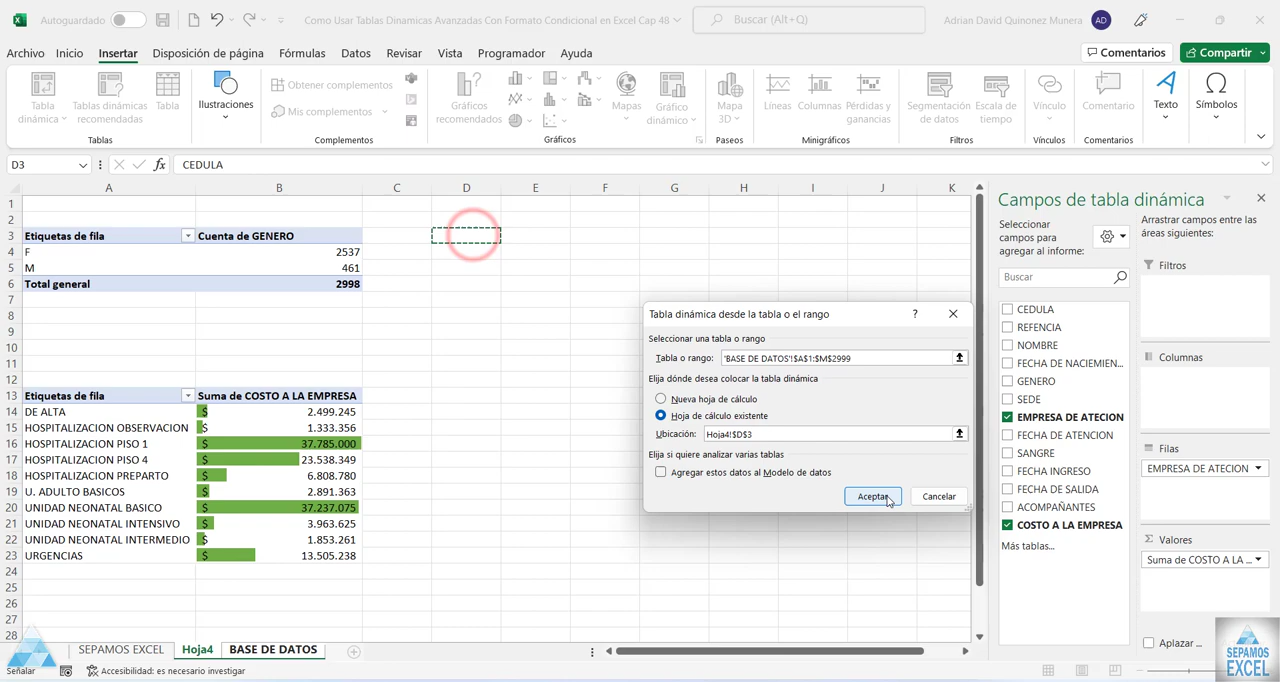 Autoguardado
Como Usar Tablas Dinamicas Avanzadas Con Formato Condicional en Excel Cap 48
Buscar (Alt+Q)
Adrian David Quinonez Munera
AD
Archivo Inicio Insertar Disposición de página Fórmulas Datos Revisar Vista Programador Ayuda
Comentarios
Compartir
Tabla dinámica
Tablas dinámicas recomendadas
Tabla
Ilustraciones
Obtener complementos
Mis complementos
Gráficos recomendados
Mapas
Gráfico dinámico
Mapa 3D
Líneas
Columnas
Pérdidas y ganancias
Segmentación de datos
Escala de tiempo
Vínculo
Comentario
Texto
Símbolos
Tablas
Complementos
Gráficos
Paseos
Minigráficos
Filtros
Vínculos
Comentarios
D3
fx
CEDULA
A B C D E F G H I J K
1
2
3 Etiquetas de fila Cuenta de GENERO
4 F 2537
5 M 461
6 Total general 2998
7
8
9
10
11
12
13 Etiquetas de fila Suma de COSTO A LA EMPRESA
14 DE ALTA $ 2.499.245
15 HOSPITALIZACION OBSERVACION $ 1.333.356
16 HOSPITALIZACION PISO 1 $ 37.785.000
17 HOSPITALIZACION PISO 4 $ 23.538.349
18 HOSPITALIZACION PREPARTO $ 6.808.780
19 U. ADULTO BASICOS $ 2.891.363
20 UNIDAD NEONATAL BASICO $ 37.237.075
21 UNIDAD NEONATAL INTENSIVO $ 3.963.625
22 UNIDAD NEONATAL INTERMEDIO $ 1.853.261
23 URGENCIAS $ 13.505.238
24
25
26
27
28
Tabla dinámica desde la tabla o el rango ?
Seleccionar una tabla o rango
Tabla o rango: 'BASE DE DATOS'!$A$1:$M$2999
Elija dónde desea colocar la tabla dinámica
Nueva hoja de cálculo
Hoja de cálculo existente
Ubicación: Hoja4!$D$3
Elija si quiere analizar varias tablas
Agregar estos datos al Modelo de datos
Aceptar
Cancelar
Campos de tabla dinámica
Seleccionar campos para agregar al informe:
Buscar
CEDULA
REFENCIA
NOMBRE
FECHA DE NACIEMIEN...
GENERO
SEDE
EMPRESA DE ATECION
FECHA DE ATENCION
SANGRE
FECHA INGRESO
FECHA DE SALIDA
ACOMPAÑANTES
COSTO A LA EMPRESA
Más tablas...
Arrastrar campos entre las áreas siguientes:
Filtros
Columnas
Filas
EMPRESA DE ATECION
Valores
Suma de COSTO A LA ...
Aplazar ...
SEPAMOS EXCEL
SEPAMOS EXCEL Hoja4 BASE DE DATOS
Señalar
Accesibilidad: es necesario investigar